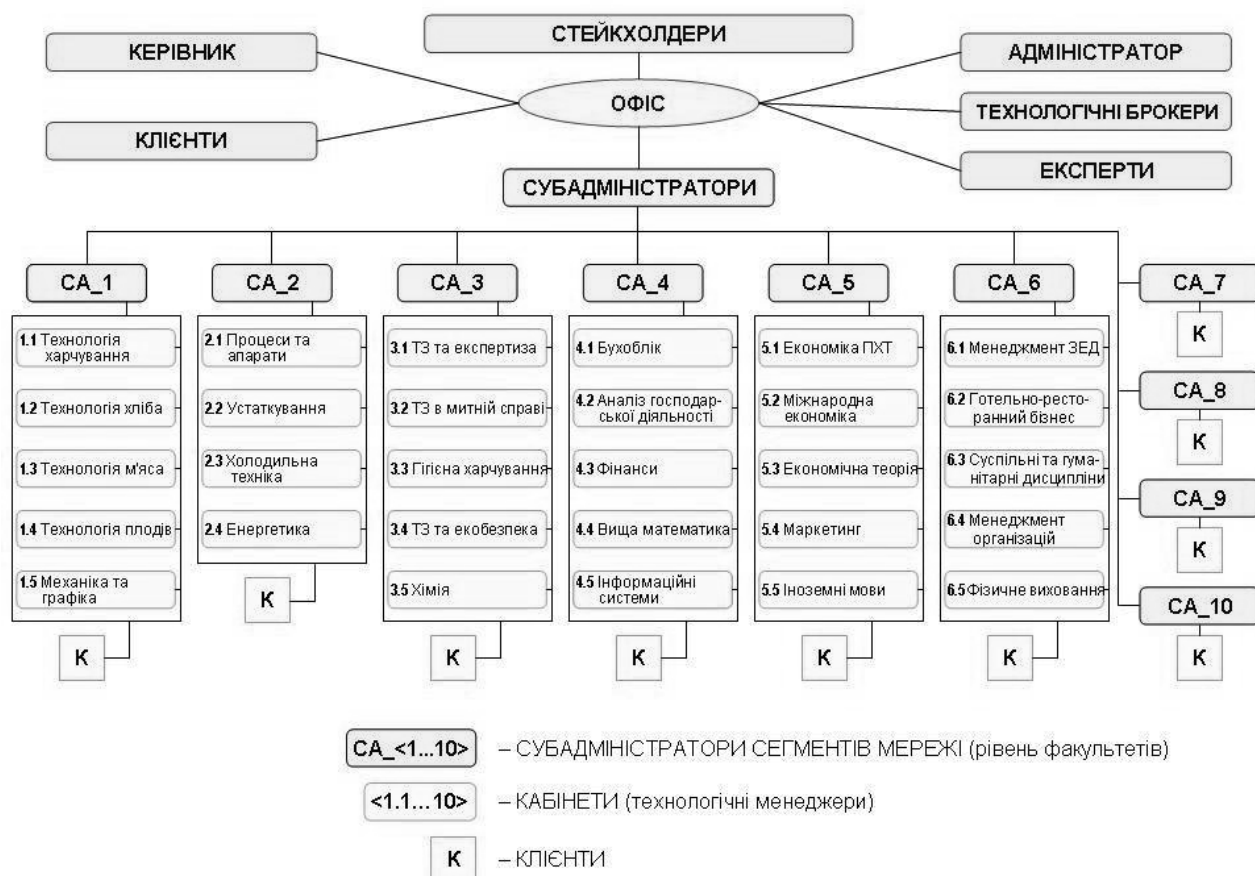 СТЕЙКХОЛДЕРИ
КЕРІВНИК
АДМІНІСТРАТОР
ОФІС
ТЕХНОЛОГІЧНІ БРОКЕРИ
КЛІЄНТИ
ЕКСПЕРТИ
СУБАДМІНІСТРАТОРИ
СА_1
1.1 Технологія
харчування
1.2 Технологія хліба
1.3 Технологія м'яса
1.4 Технологія плодів
1.5 Механіка та
графіка
К
СА_2
2.1 Процеси та
апарати
2.2 Устаткування
2.3 Холодильна
техніка
2.4 Енергетика
К
СА_3
3.1 ТЗ та експертиза
3.2 ТЗ в митній справі
3.3 Гігієна харчування
3.4 ТЗ та екобезпека
3.5 Хімія
К
СА_4
4.1 Бухоблік
4.2 Аналіз господар-
ської діяльності
4.3 Фінанси
4.4 Вища математика
4.5 Інформаційні
системи
К
СА_5
5.1 Економіка ПХТ
5.2 Міжнародна
економіка
5.3 Економічна теорія
5.4 Маркетинг
5.5 Іноземні мови
К
СА_6
6.1 Менеджмент ЗЕД
6.2 Готельно-ресто-
ранний бізнес
6.3 Суспільні та гума-
нітарні дисципліни
6.4 Менеджмент
організацій
6.5 Фізичне виховання
К
СА_7
К
СА_8
К
СА_9
К
СА_10
К
СА_<1...10> – СУБАДМІНІСТРАТОРИ СЕГМЕНТІВ МЕРЕЖІ (рівень факультетів)
<1.1...10> – КАБІНЕТИ (технологічні менеджери)
К – КЛІЄНТИ